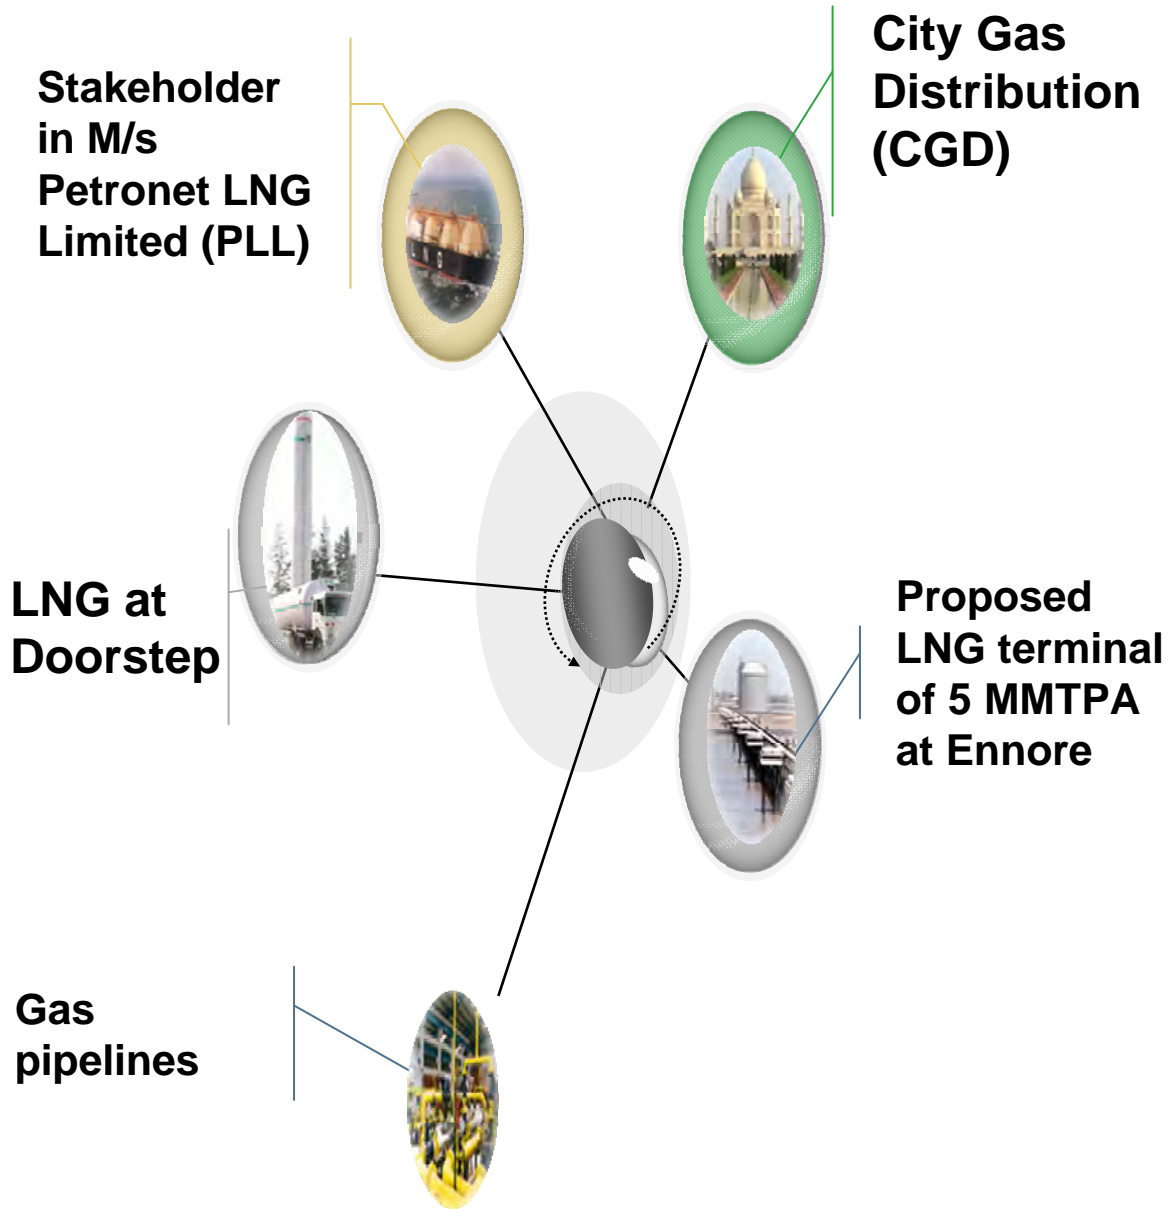 Stakeholder
in M/s
Petronet LNG
Limited (PLL)
City Gas
Distribution
(CGD)
LNG at
Doorstep
Proposed
LNG terminal
of 5 MMTPA
at Ennore
Gas
pipelines